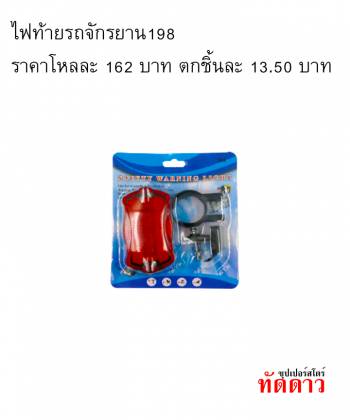 ไฟท้ายรถจักรยาน198
ราคาโหลละ 162 บาท ตกชิ้นละ 13.50 บาท
SAFETY WARNING LIGHT
ซุปเปอร์สโตร์
ทัดดาว